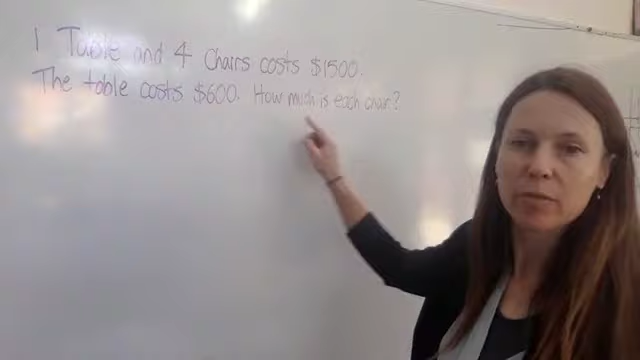 1 Table and 4 Chairs costs $1500.
The table costs $600. How much is each chair?